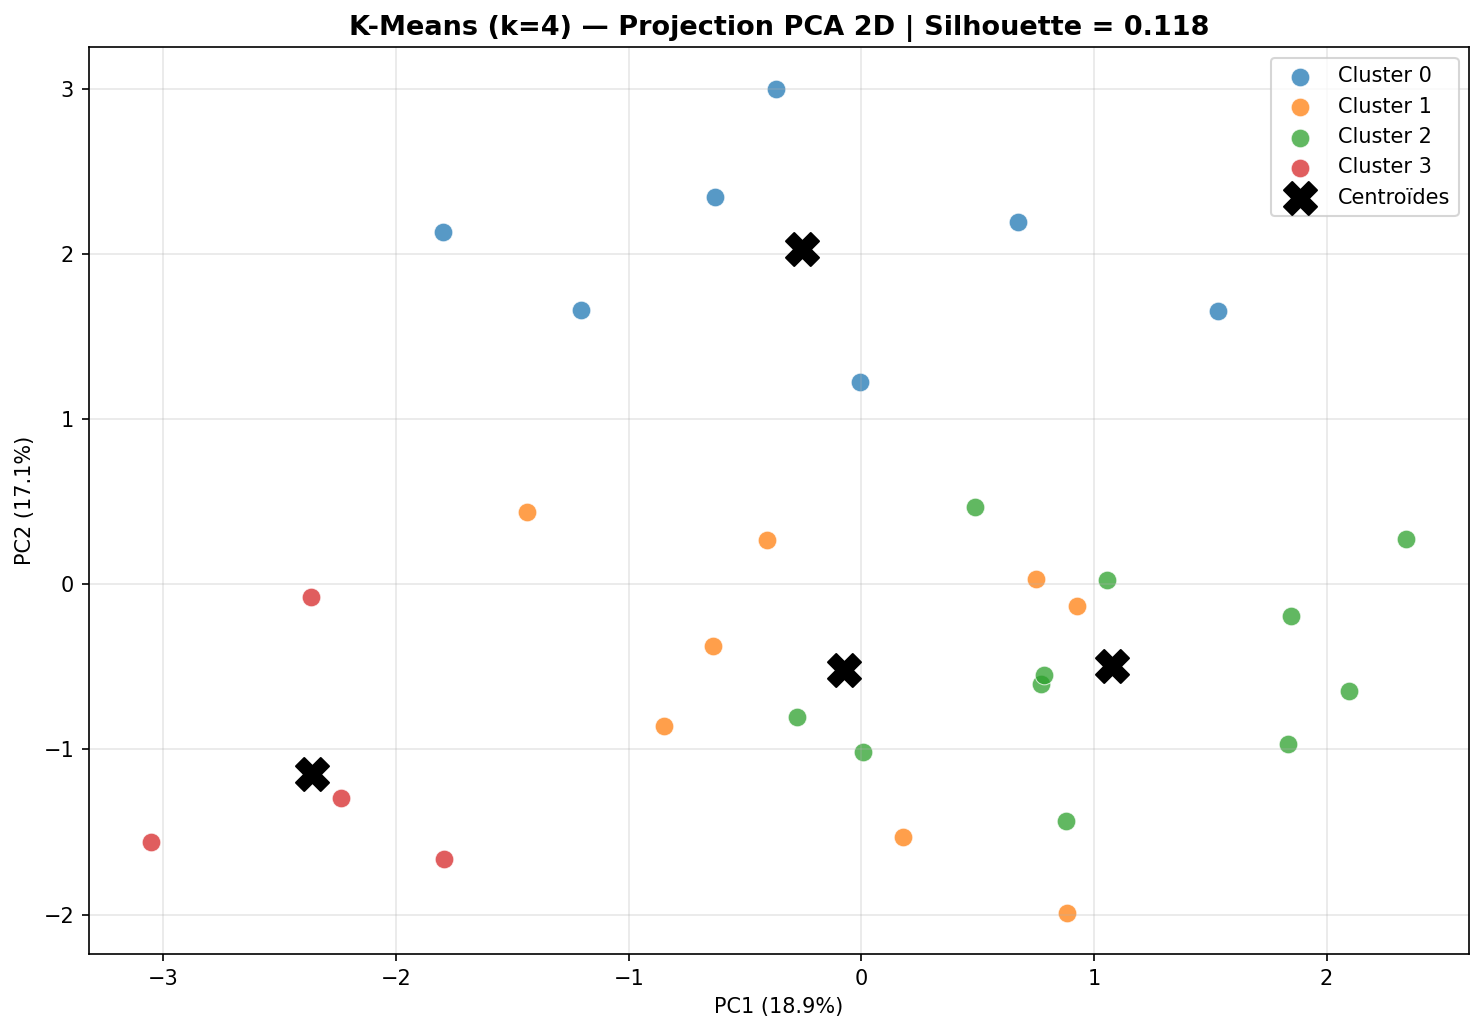 K-Means (k=4) — Projection PCA 2D | Silhouette = 0.118
Cluster 0
Cluster 1
Cluster 2
Cluster 3
Centroïdes
PC2 (17.1%)
3
2
1
0
−1
−2
−3
−2
−1
0
1
2
PC1 (18.9%)